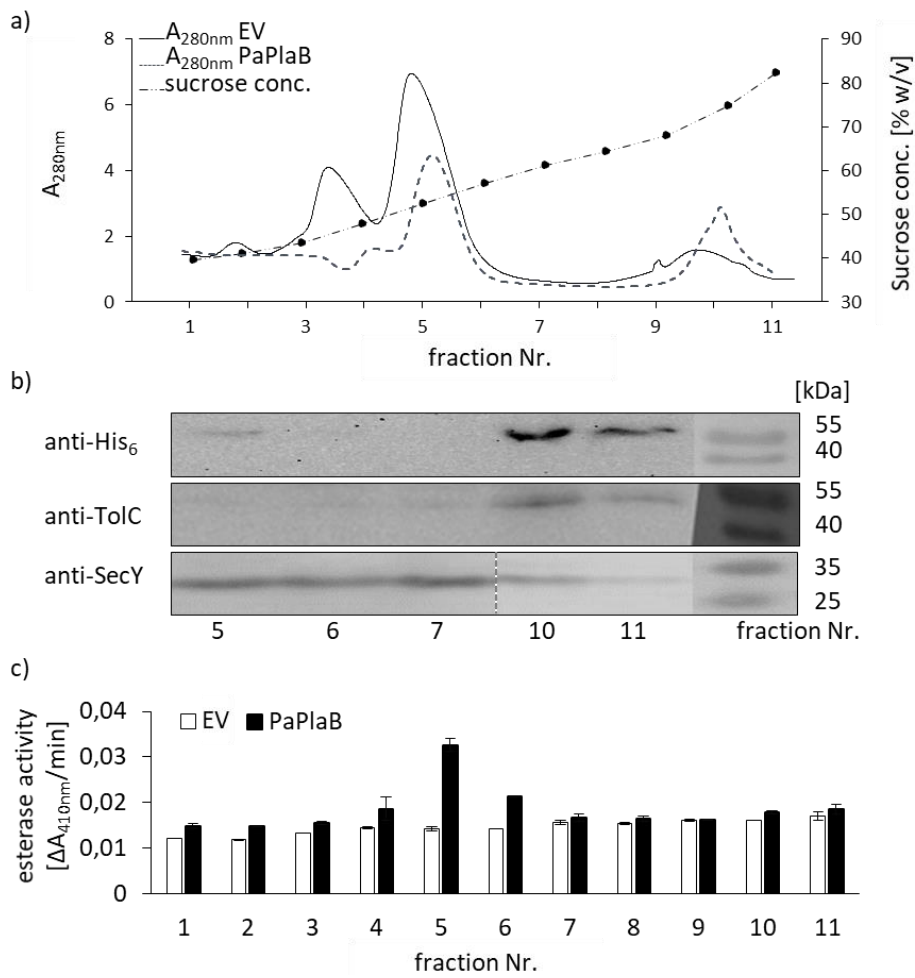 a)
A280nm EV
A280nm PaPlaB
sucrose conc.
8
6
4
2
0
A280nm
90
80
70
60
50
40
30
Sucrose conc. [% w/v]
1 3 5 7 9 11
fraction Nr.
b)
[kDa]
anti-His6
55
40
anti-TolC
55
40
anti-SecY
35
25
5 6 7 10 11 fraction Nr.
c)
esterase activity
[ΔA410nm/min]
0,04
0,03
0,02
0,01
0
EV PaPlaB
1 2 3 4 5 6 7 8 9 10 11
fraction Nr.